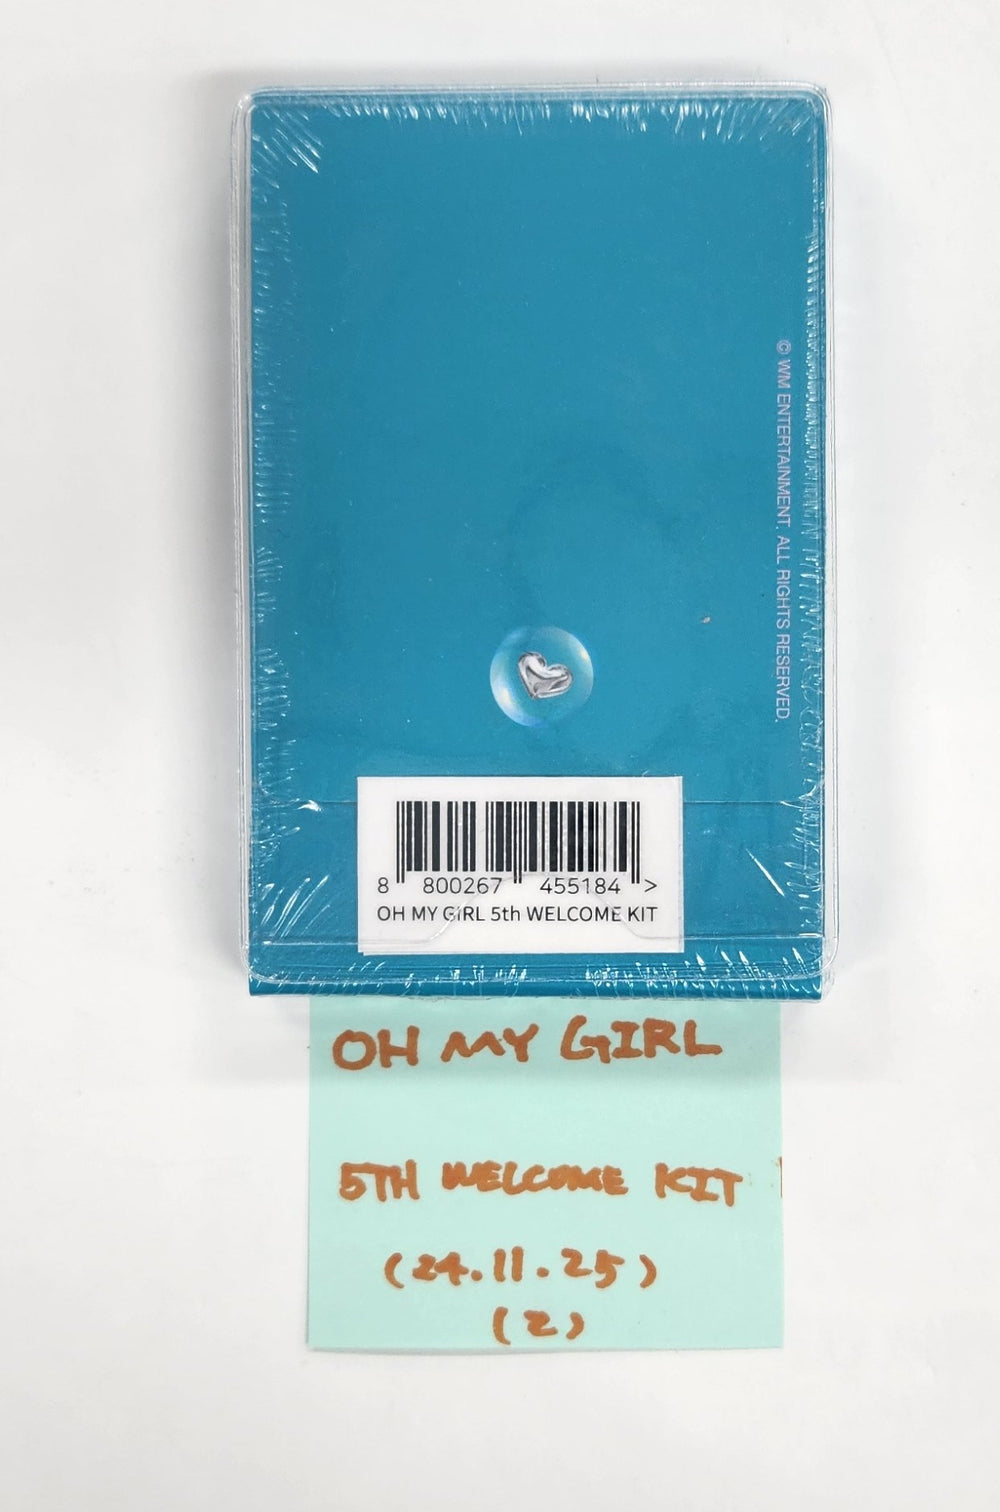 © WM ENTERTAINMENT. ALL RIGHTS RESERVED.
8 800267 455184 >
OH MY GIRL 5th WELCOME KIT
OH MY GIRL
5TH WELCOME KIT
(24.11.25)
(2)